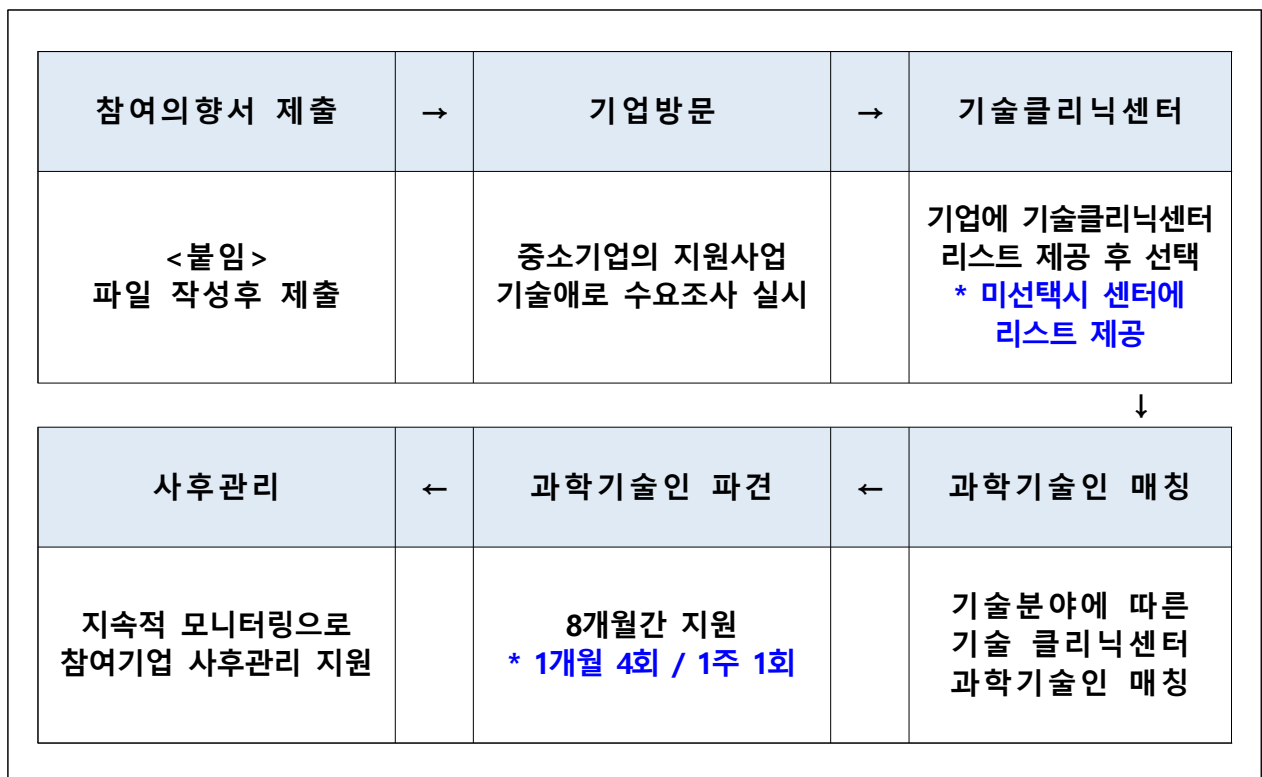 참여의향서 제출 → 기업방문 → 기술클리닉센터
<붙임>
파일 작성후 제출
중소기업의 지원사업
기술애로 수요조사 실시
기업에 기술클리닉센터
리스트 제공 후 선택
* 미선택시 센터에
리스트 제공
↓
사후관리 ← 과학기술인 파견 ← 과학기술인 매칭
지속적 모니터링으로
참여기업 사후관리 지원
8개월간 지원
* 1개월 4회 / 1주 1회
기술분야에 따른
기술 클리닉센터
과학기술인 매칭